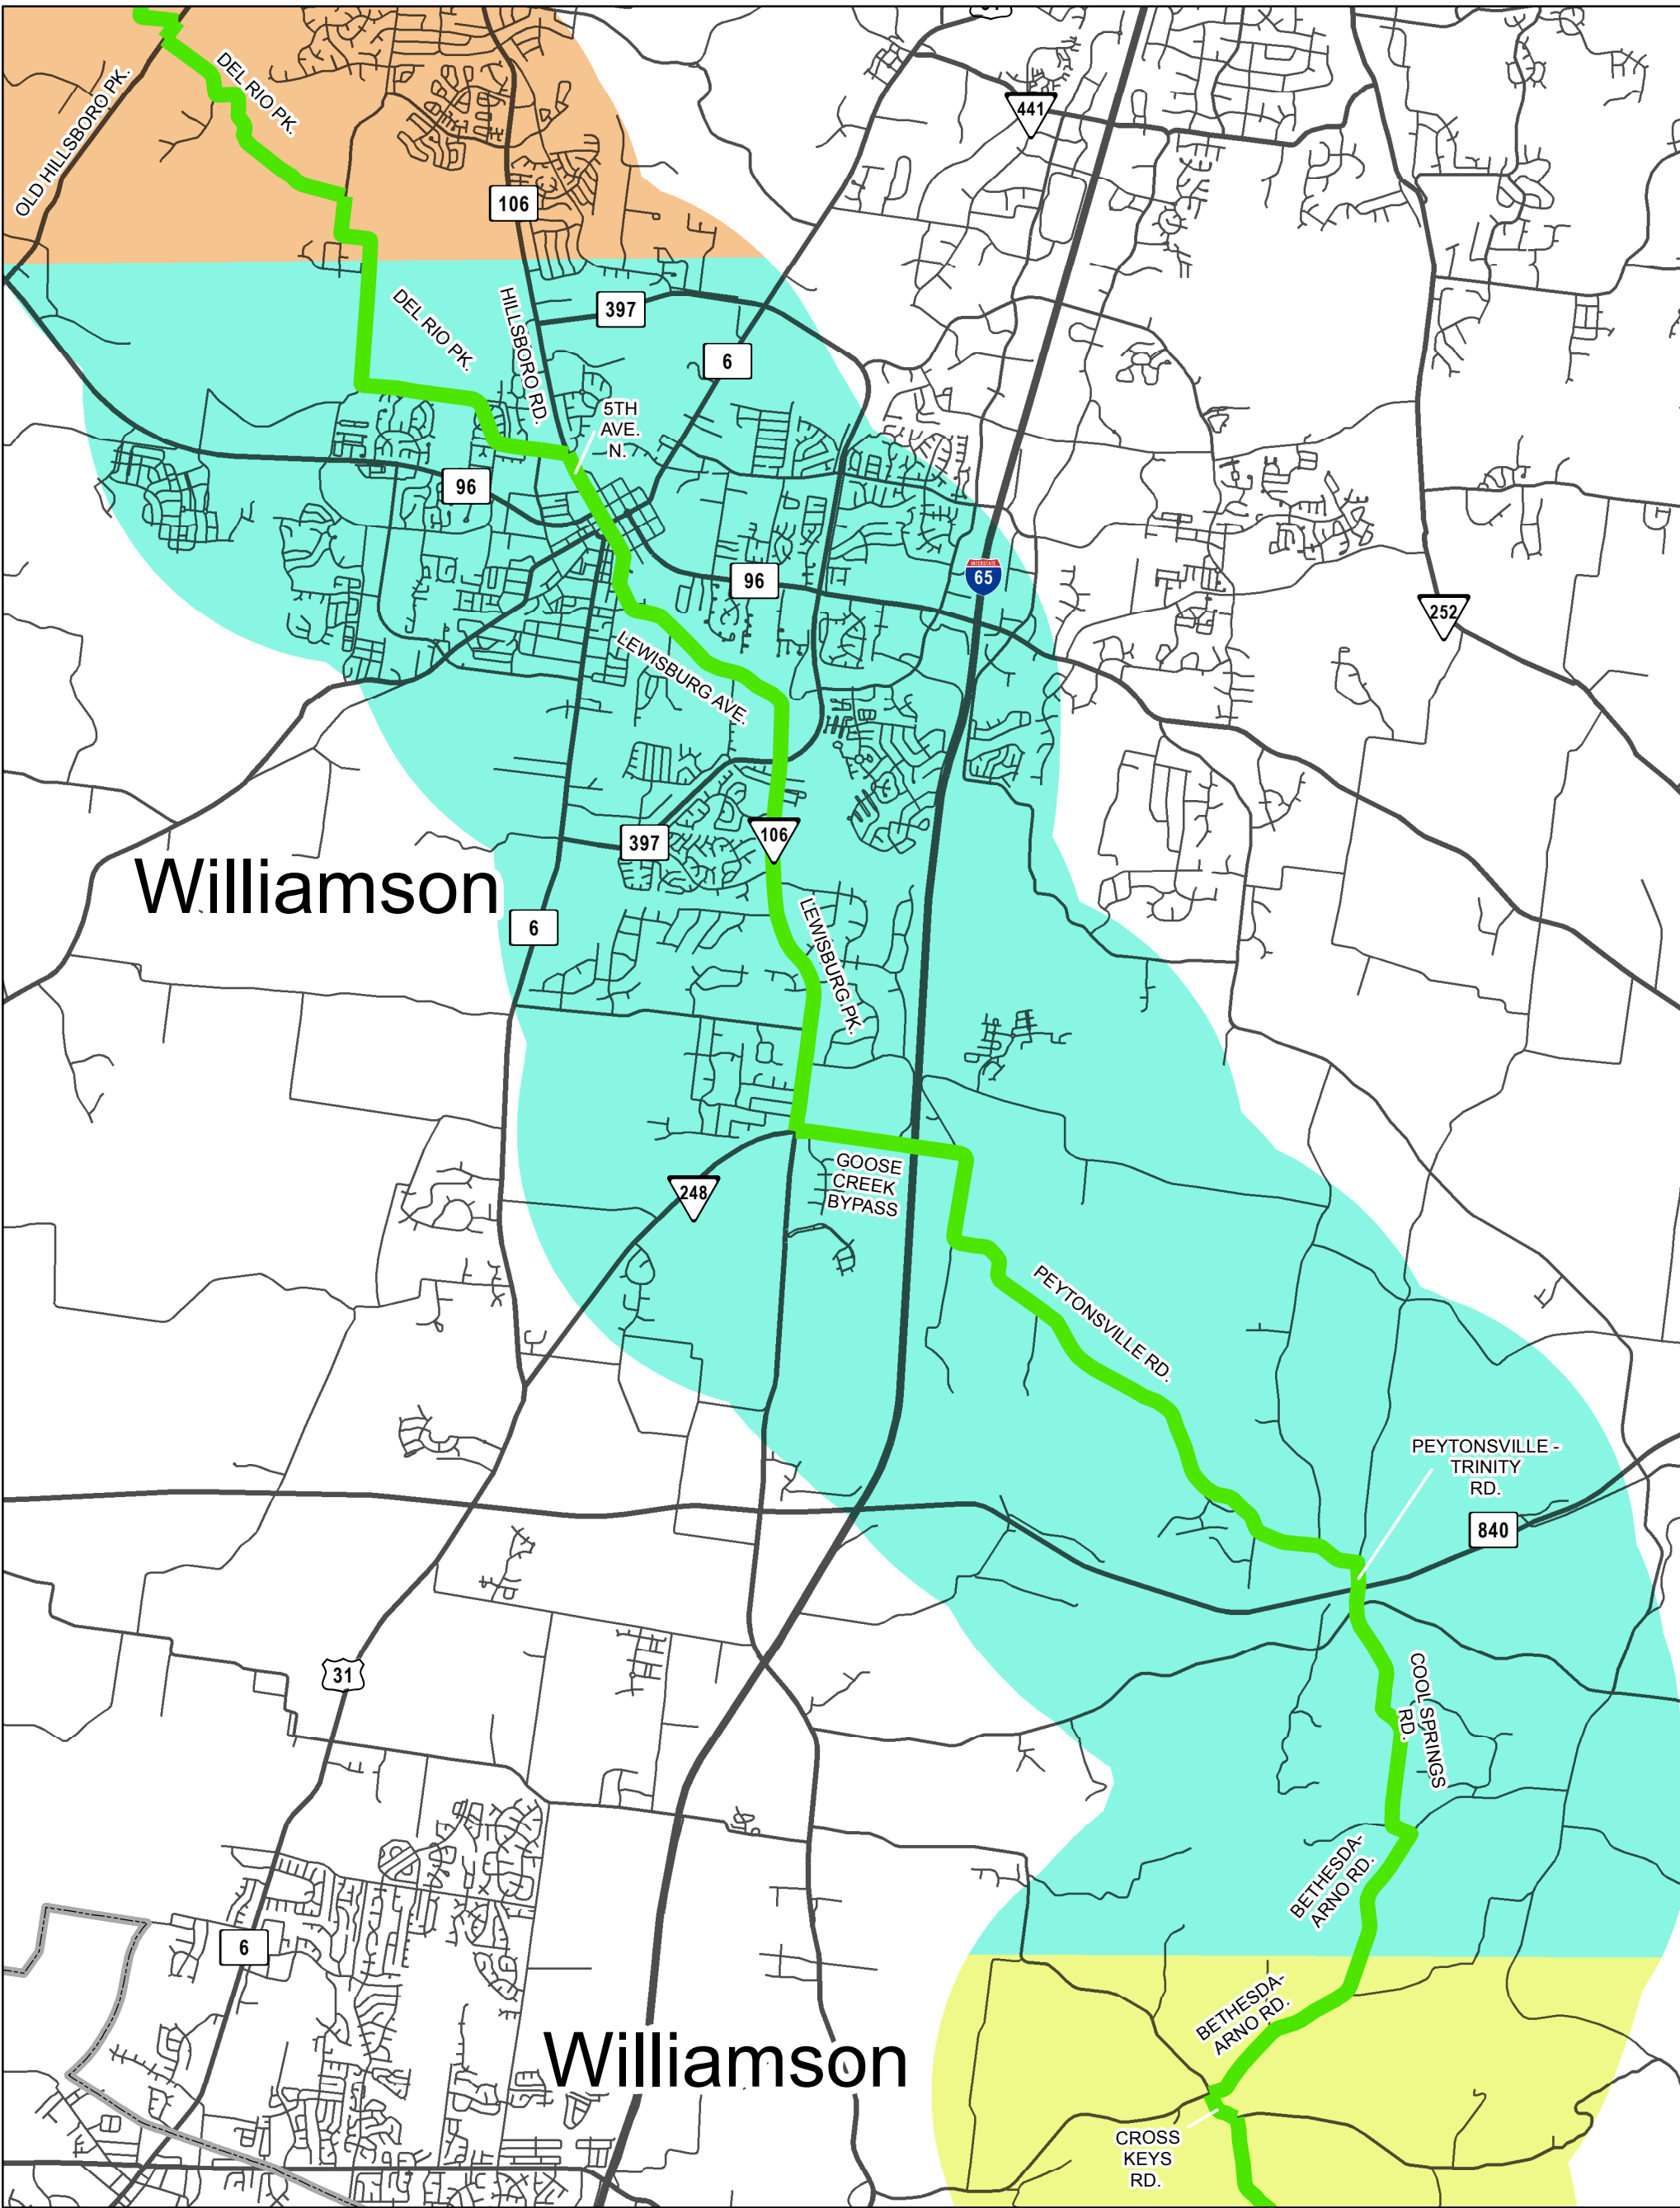 DEL RIO PK.
OLD HILLSBORO PK.
441
106
397
DEL RIO PK.
HILLSBORO RD.
6
5TH
AVE.
N.
96
96
INTERSTATE
65
252
LEWISBURG AVE.
397
106
Williamson
6
LEWISBURG PK.
GOOSE
CREEK
BYPASS
248
PEYTONSVILLE RD.
PEYTONSVILLE -
TRINITY
RD.
840
31
COOL SPRINGS
RD.
BETHESDA-
ARNO RD.
6
BETHESDA-
ARNO RD.
Williamson
CROSS
KEYS
RD.